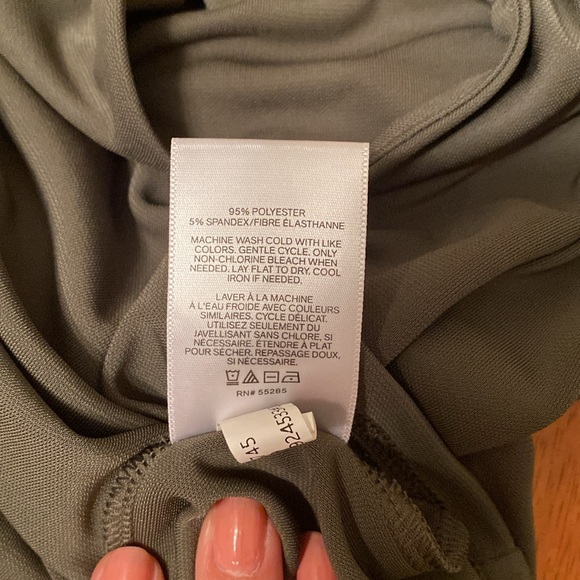 95% POLYESTER
5% SPANDEX/FIBRE ÉLASTHANNE
MACHINE WASH COLD WITH LIKE
COLORS. GENTLE CYCLE. ONLY
NON-CHLORINE BLEACH WHEN
NEEDED. LAY FLAT TO DRY. COOL
IRON IF NEEDED.
LAVER À LA MACHINE
À L'EAU FROIDE AVEC COULEURS
SIMILAIRES. CYCLE DÉLICAT.
UTILISEZ SEULEMENT DU
JAVELLISANT SANS CHLORE, SI
NÉCESSAIRE. ÉTENDRE À PLAT
POUR SÉCHER. REPASSAGE DOUX,
SI NÉCESSAIRE.
RN# 55285